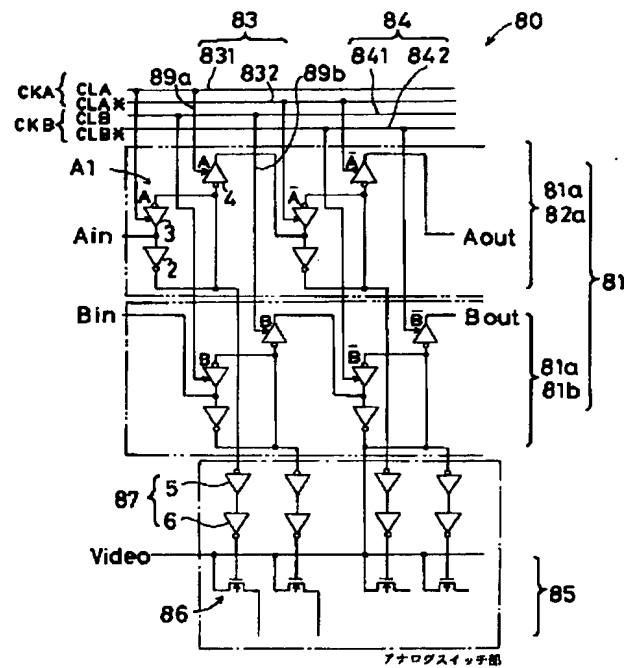 83
84
80
831
832
89a
89b
841
842
CKA { CLA
CLA*
CKB { CLB
CLB*
A1
A
4
Ā
Ā
A
3
Ain
2
Aout
81a
82a
81
Bin
B
B̄
Bout
B
B̄
81a
81b
5
87
6
Video
86
85
アナログスイッチ部